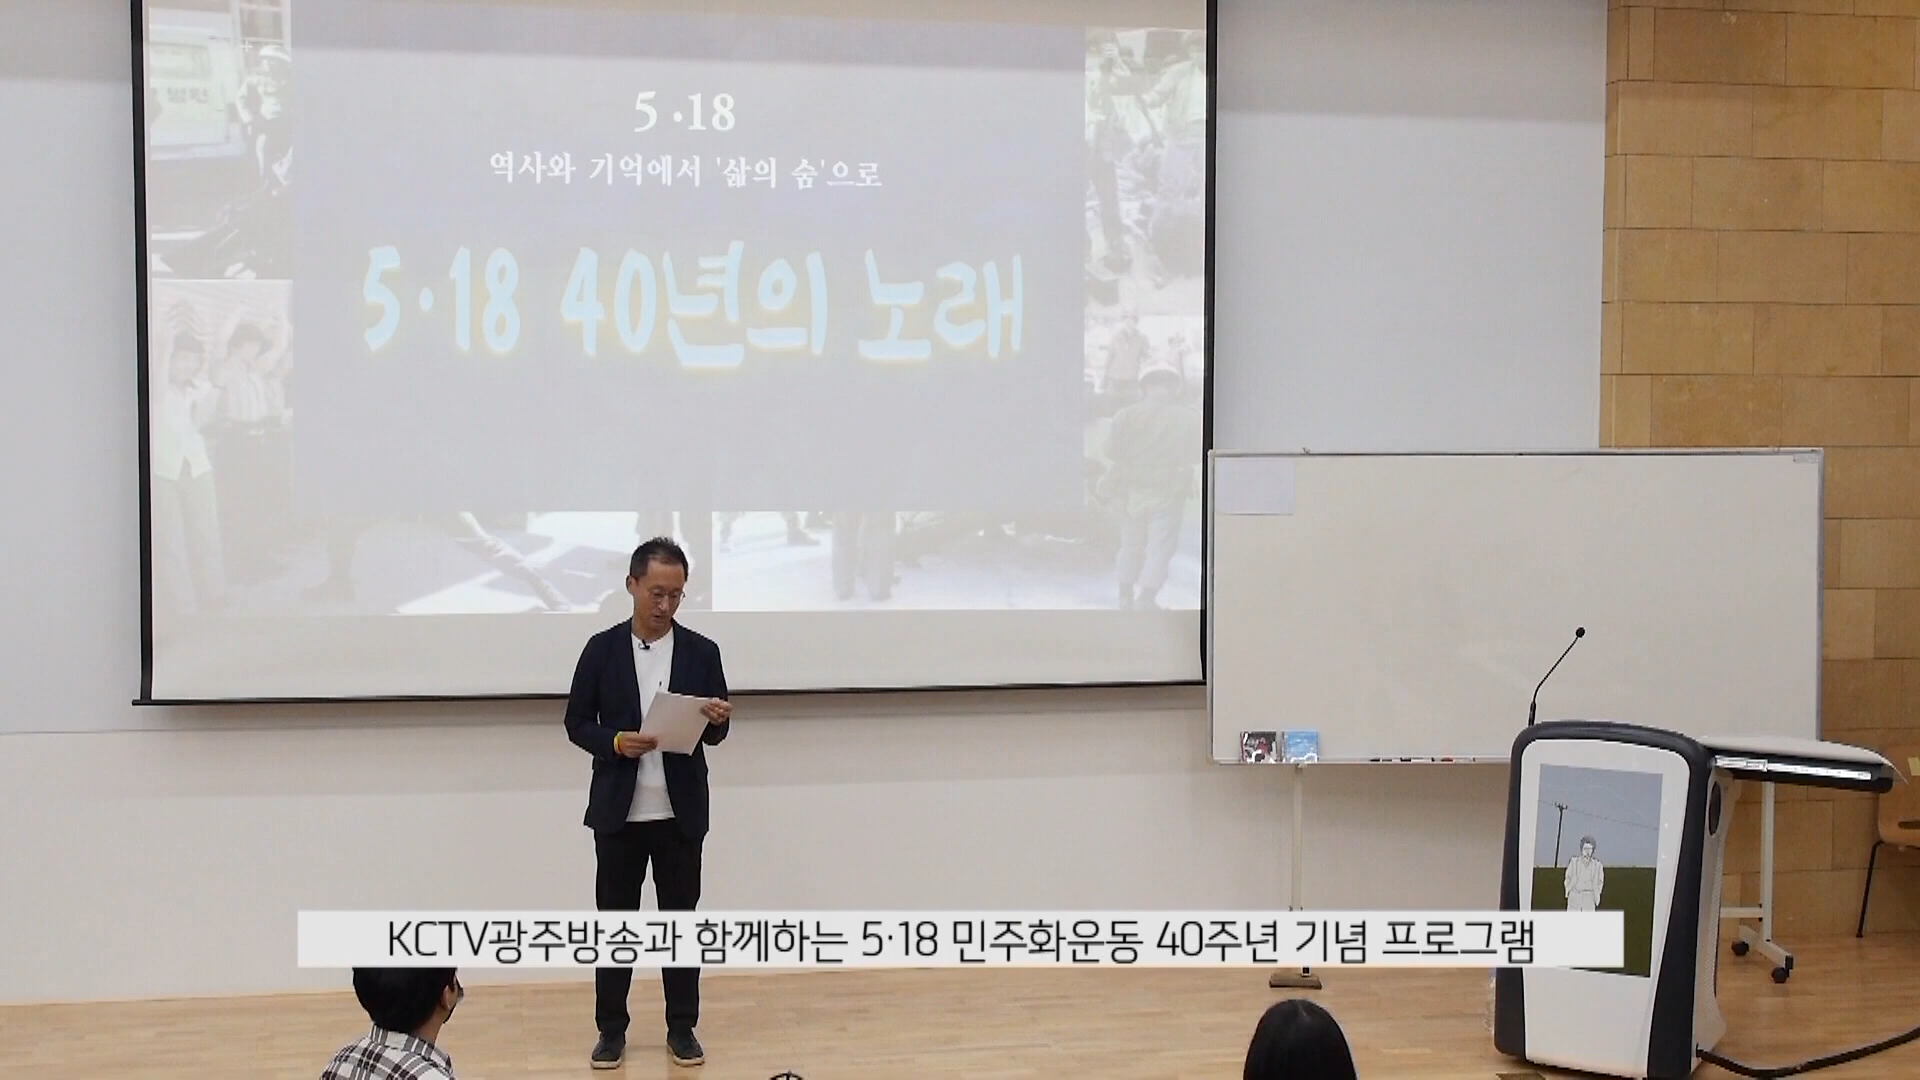 병원
5·18
역사와 기억에서 '삶의 숨'으로
5·18 40년의 노래
KCTV광주방송과 함께하는 5·18 민주화운동 40주년 기념 프로그램